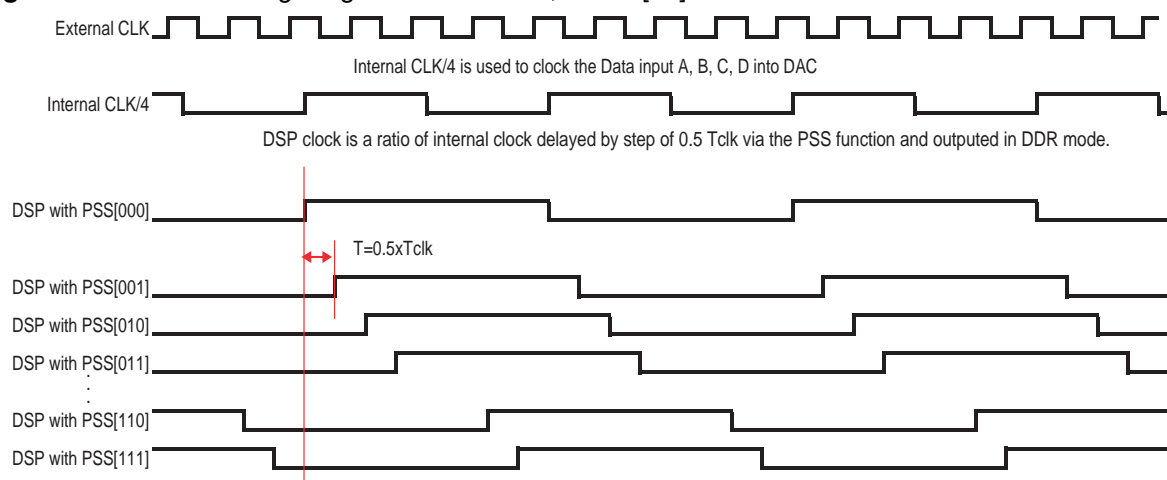 External CLK
Internal CLK/4 is used to clock the Data input A, B, C, D into DAC
Internal CLK/4
DSP clock is a ratio of internal clock delayed by step of 0.5 Tclk via the PSS function and outputed in DDR mode.
DSP with PSS[000]
T=0.5xTclk
DSP with PSS[001]
DSP with PSS[010]
DSP with PSS[011]
.
.
.
DSP with PSS[110]
DSP with PSS[111]